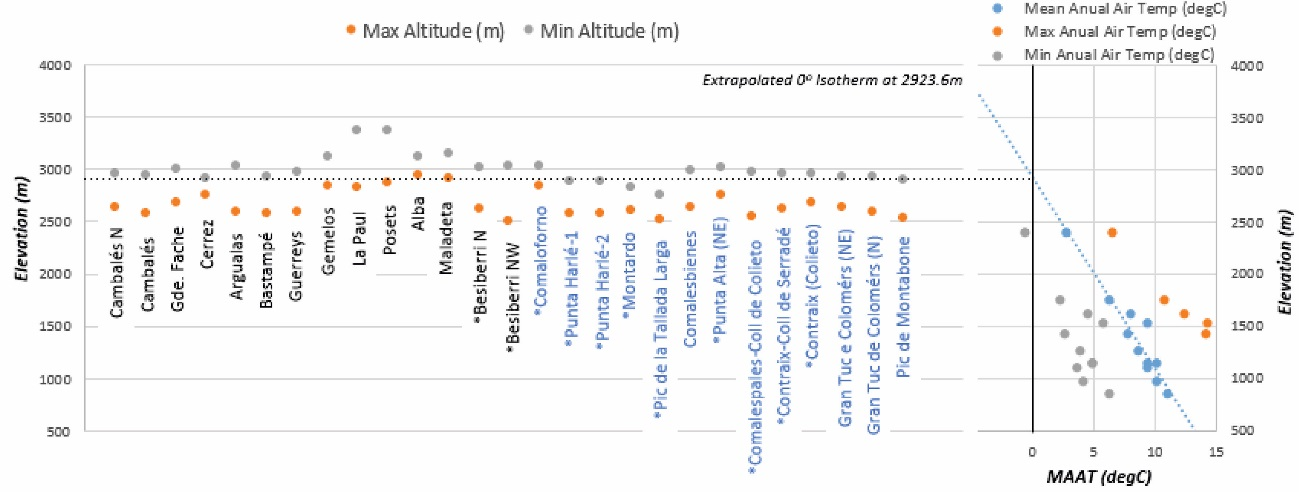 Max Altitude (m) Min Altitude (m)
Mean Anual Air Temp (degC)
Max Anual Air Temp (degC)
Min Anual Air Temp (degC)
Extrapolated 0º Isotherm at 2923.6m
Elevation (m)
4000
3500
3000
2500
2000
1500
1000
500
Cambalés N
Cambalés
Gde. Fache
Cerrez
Argualas
Bastampé
Guerreys
Gemelos
La Paul
Posets
Alba
Maladeta
*Besiberri N
*Besiberri NW
*Comaloforno
*Punta Harlé-1
*Punta Harlé-2
*Montardo
*Pic de la Tallada Larga
Comalesbienes
*Punta Alta (NE)
*Comalespales-Coll de Colieto
*Contraix-Coll de Serradé
*Contraix (Colieto)
Gran Tuc e Colomérs (NE)
Gran Tuc de Colomérs (N)
Pic de Montabone
4000
3500
3000
2500
2000
1500
1000
500
Elevation (m)
0 5 10 15
MAAT (degC)